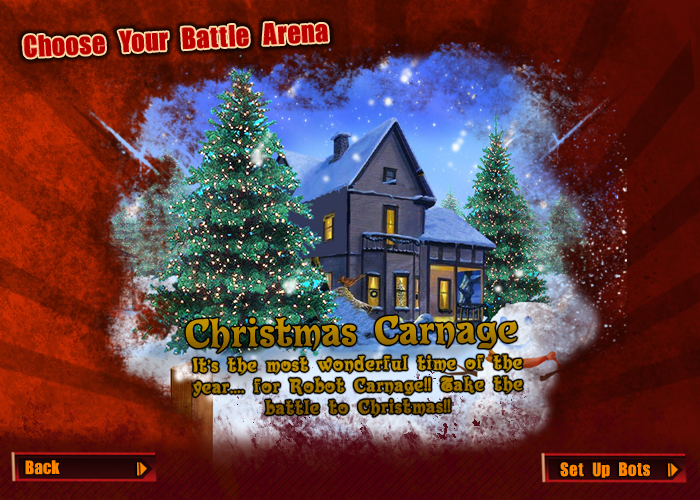 Choose Your Battle Arena
Christmas Carnage
It's the most wonderful time of the
year.... for Robot Carnage!! Take the
battle to Christmas!!
Back
Set Up Bots